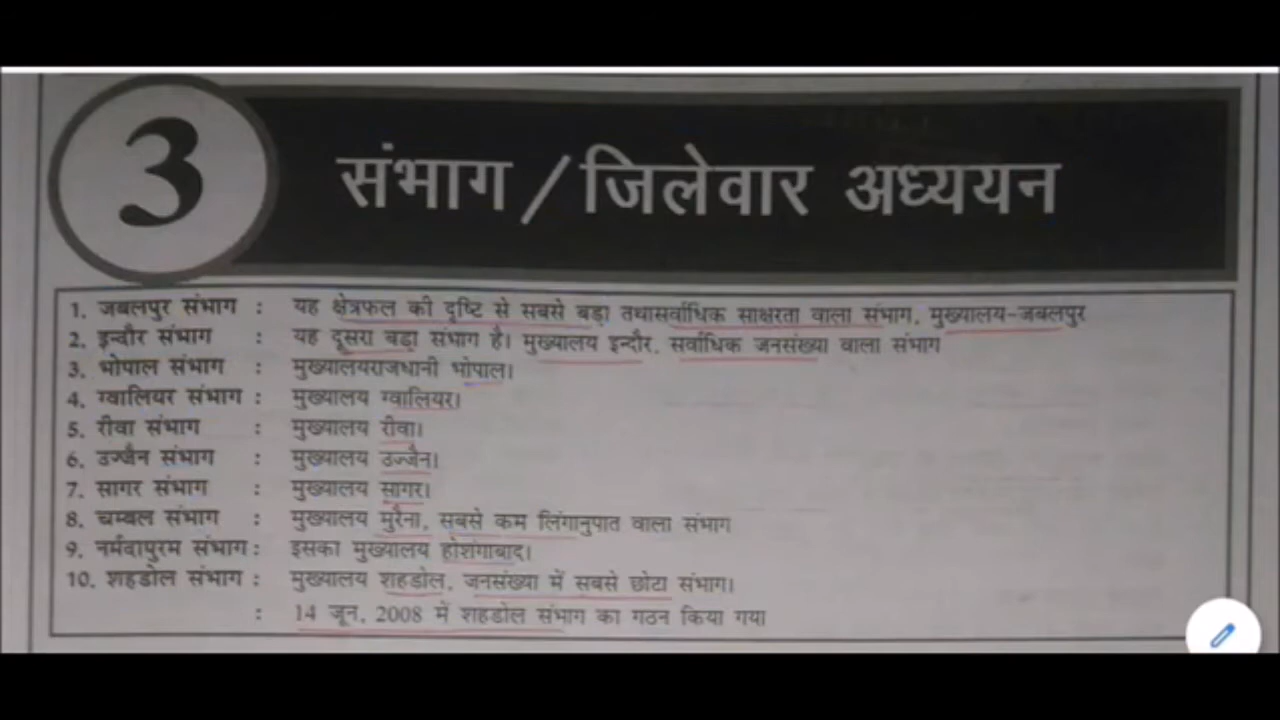 3
संभाग / जिलेवार अध्ययन
1. जबलपुर संभाग : यह क्षेत्रफल की दृष्टि से सबसे बड़ा तथासर्वाधिक साक्षरता वाला संभाग, मुख्यालय-जबलपुर
2. इन्दौर संभाग : यह दूसरा बड़ा संभाग है। मुख्यालय इन्दौर, सर्वाधिक जनसंख्या वाला संभाग
3. भोपाल संभाग : मुख्यालयराजधानी भोपाल।
4. ग्वालियर संभाग : मुख्यालय ग्वालियर।
5. रीवा संभाग : मुख्यालय रीवा।
6. उज्जैन संभाग : मुख्यालय उज्जैन।
7. सागर संभाग : मुख्यालय सागर।
8. चम्बल संभाग : मुख्यालय मुरैना, सबसे कम लिंगानुपात वाला संभाग
9. नर्मदापुरम संभाग : इसका मुख्यालय होशंगाबाद।
10. शहडोल संभाग : मुख्यालय शहडोल, जनसंख्या में सबसे छोटा संभाग।
: 14 जून, 2008 में शहडोल संभाग का गठन किया गया